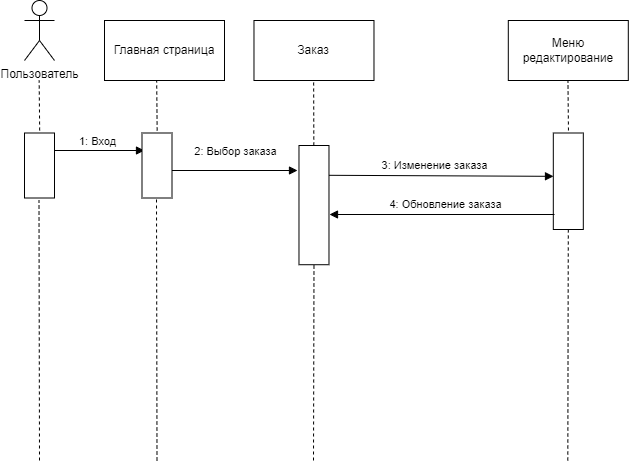 Пользователь
Главная страница
Заказ
Меню
редактирование
1: Вход
2: Выбор заказа
3: Изменение заказа
4: Обновление заказа